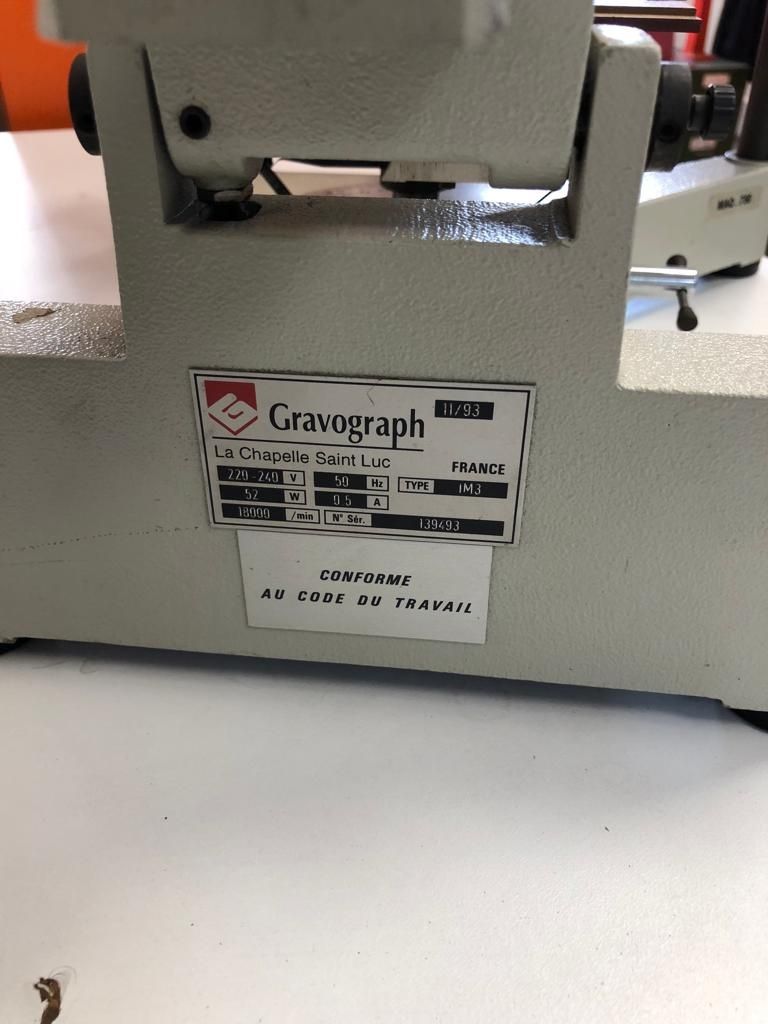 Gravograph 11/93
La Chapelle Saint Luc FRANCE
220-240 V 50 Hz TYPE IM3
52 W 0.5 A
18000 /min N° Sér. 139493
CONFORME
AU CODE DU TRAVAIL